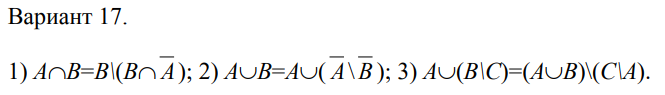 Вариант 17.
1) A∩B=B\(B∩A̅); 2) A∪B=A∪(A̅\B̅); 3) A∪(B\C)=(A∪B)\(C\A).